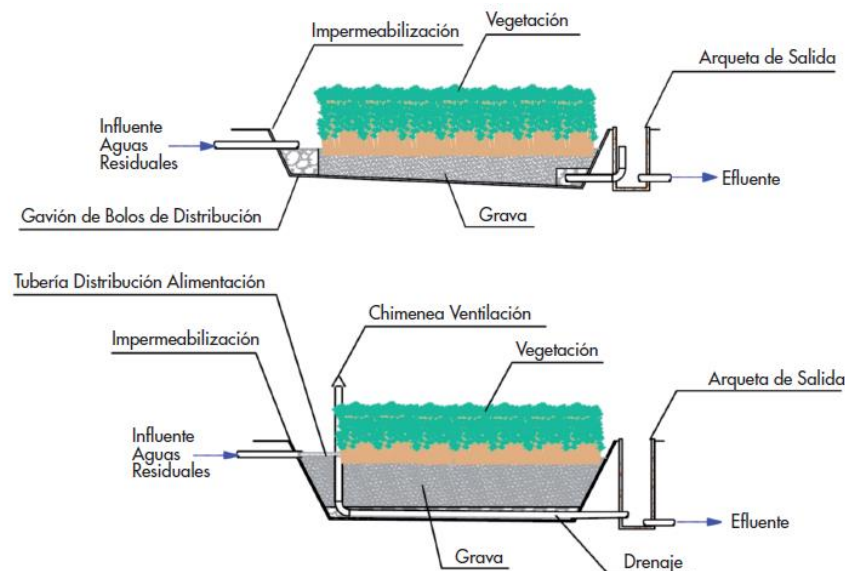 Impermeabilización
Vegetación
Arqueta de Salida
Influente
Aguas
Residuales
Efluente
Gavión de Bolos de Distribución
Grava
Tubería Distribución Alimentación
Chimenea Ventilación
Impermeabilización
Vegetación
Arqueta de Salida
Influente
Aguas
Residuales
Efluente
Grava
Drenaje